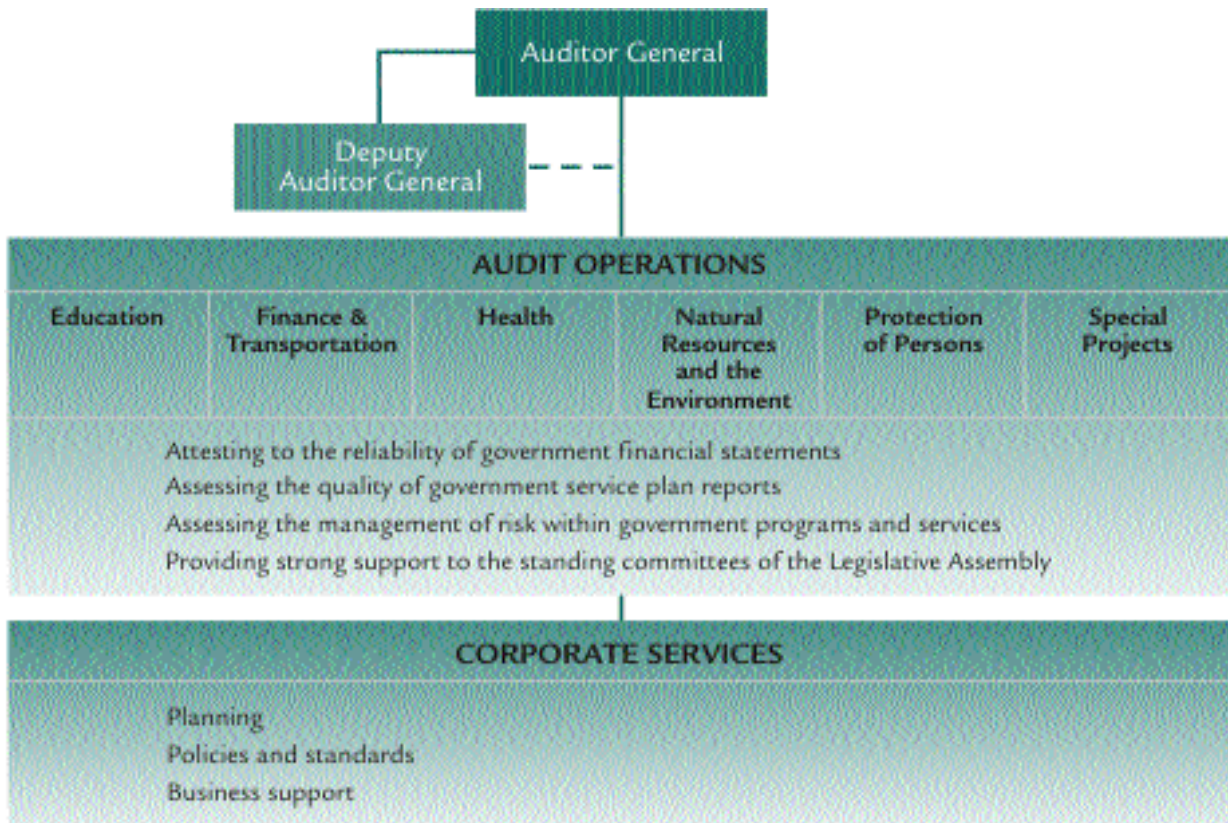 Auditor General
Deputy
Auditor General
AUDIT OPERATIONS
Education
Finance &
Transportation
Health
Natural
Resources
and the
Environment
Protection
of Persons
Special
Projects
Attesting to the reliability of government financial statements
Assessing the quality of government service plan reports
Assessing the management of risk within government programs and services
Providing strong support to the standing committees of the Legislative Assembly
CORPORATE SERVICES
Planning
Policies and standards
Business support